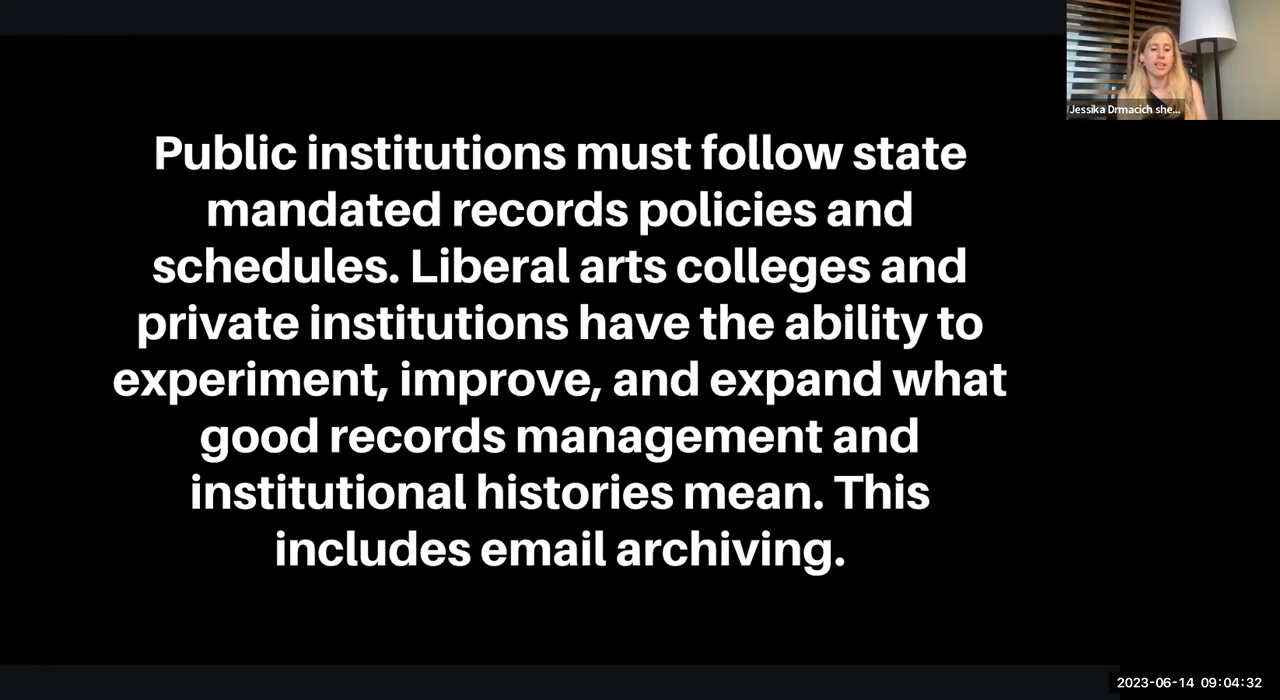 Jessika Drmacich she...
Public institutions must follow state
mandated records policies and
schedules. Liberal arts colleges and
private institutions have the ability to
experiment, improve, and expand what
good records management and
institutional histories mean. This
includes email archiving.
2023-06-14 09:04:32